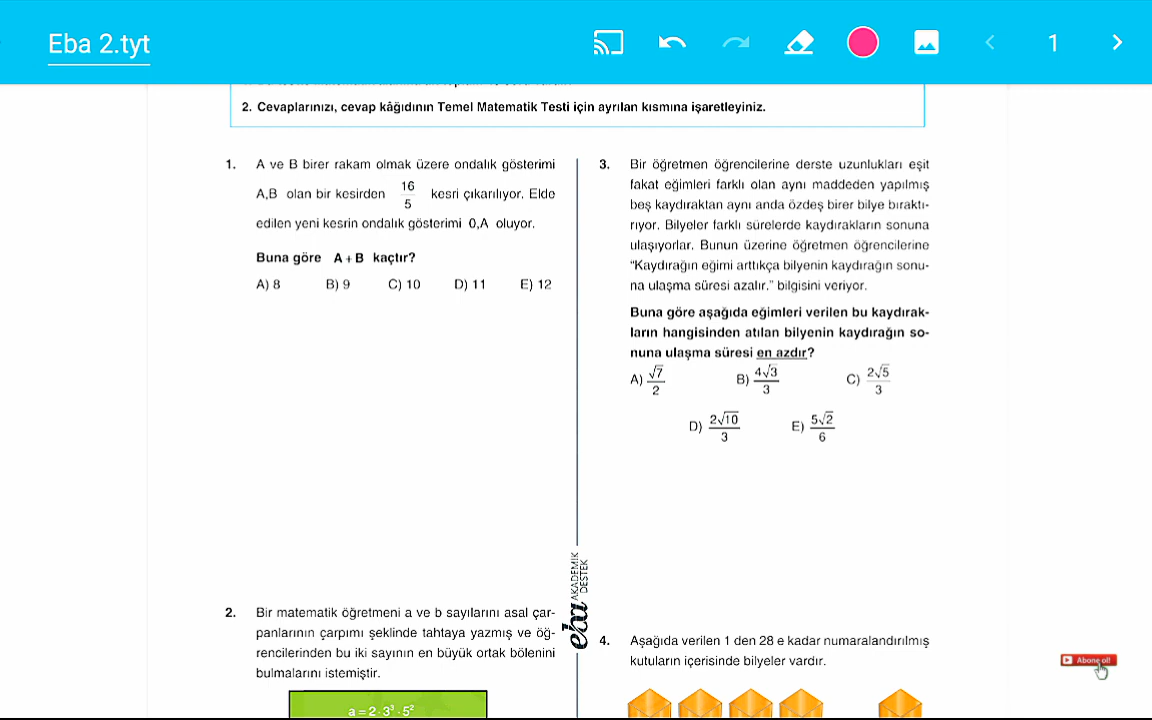 Eba 2.tyt
1
2. Cevaplarınızı, cevap kâğıdının Temel Matematik Testi için ayrılan kısmına işaretleyiniz.
1. A ve B birer rakam olmak üzere ondalık gösterimi
A,B olan bir kesirden 16/5 kesri çıkarılıyor. Elde
edilen yeni kesrin ondalık gösterimi 0,A oluyor.
Buna göre A + B kaçtır?
A) 8 B) 9 C) 10 D) 11 E) 12
2. Bir matematik öğretmeni a ve b sayılarını asal çar-
panlarının çarpımı şeklinde tahtaya yazmış ve öğ-
rencilerinden bu iki sayının en büyük ortak bölenini
bulmalarını istemiştir.
a = 2 · 3³ · 5²
eba AKADEMİK
DESTEK
3. Bir öğretmen öğrencilerine derste uzunlukları eşit
fakat eğimleri farklı olan aynı maddeden yapılmış
beş kaydıraktan aynı anda özdeş birer bilye bıraktı-
rıyor. Bilyeler farklı sürelerde kaydırakların sonuna
ulaşıyorlar. Bunun üzerine öğretmen öğrencilerine
“Kaydırağın eğimi arttıkça bilyenin kaydırağın sonu-
na ulaşma süresi azalır.” bilgisini veriyor.
Buna göre aşağıda eğimleri verilen bu kaydırak-
ların hangisinden atılan bilyenin kaydırağın so-
nuna ulaşma süresi en azdır?
A) √7/2 B) 4√3/3 C) 2√5/3
D) 2√10/3 E) 5√2/6
4. Aşağıda verilen 1 den 28 e kadar numaralandırılmış
kutuların içerisinde bilyeler vardır.
Abone ol!